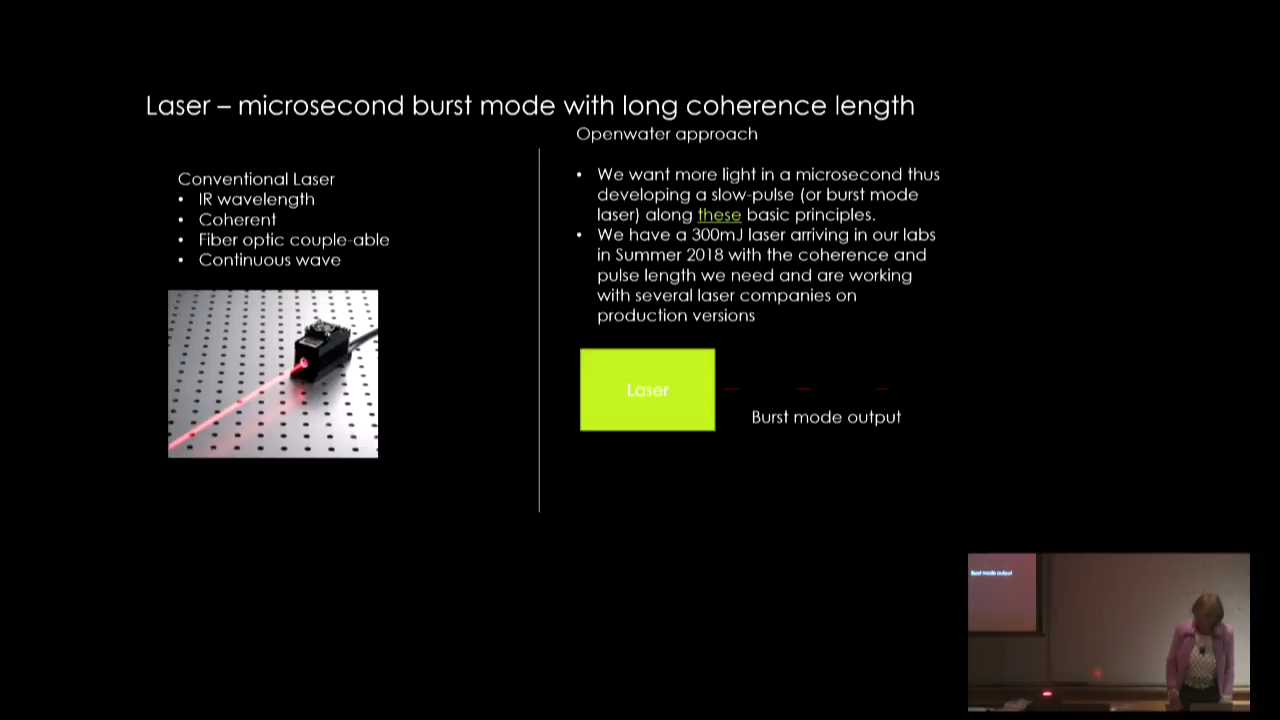 Laser – microsecond burst mode with long coherence length
Conventional Laser
• IR wavelength
• Coherent
• Fiber optic couple-able
• Continuous wave
Openwater approach
• We want more light in a microsecond thus
developing a slow-pulse (or burst mode
laser) along these basic principles.
• We have a 300mJ laser arriving in our labs
in Summer 2018 with the coherence and
pulse length we need and are working
with several laser companies on
production versions
Laser
Burst mode output
Burst mode output